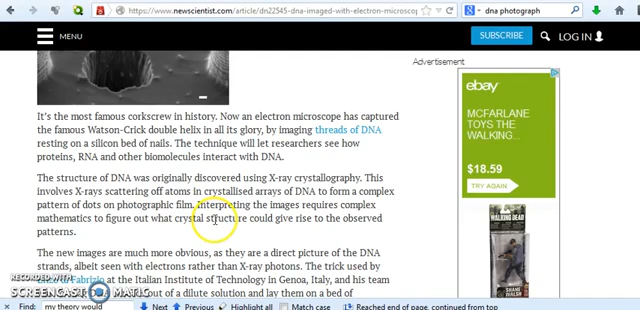 https://www.newscientist.com/article/dn22545-dna-imaged-with-electron-microscop
dna photograph
MENU
SUBSCRIBE
LOG IN
Advertisement
It's the most famous corkscrew in history. Now an electron microscope has captured
the famous Watson-Crick double helix in all its glory, by imaging threads of DNA
resting on a silicon bed of nails. The technique will let researchers see how
proteins, RNA and other biomolecules interact with DNA.
The structure of DNA was originally discovered using X-ray crystallography. This
involves X-rays scattering off atoms in crystallised arrays of DNA to form a complex
pattern of dots on photographic film. Interpreting the images requires complex
mathematics to figure out what crystal structure could give rise to the observed
patterns.
The new images are much more obvious, as they are a direct picture of the DNA
strands, albeit seen with electrons rather than X-ray photons. The trick used by
Enzo di Fabrizio at the Italian Institute of Technology in Genoa, Italy, and his team
out of a dilute solution and lay them on a bed of
ebay
MCFARLANE
TOYS THE
WALKING...
$18.59
TRY AGAIN
WALKING DEAD
SHANE
WALSH
RECORDED WITH
SCREENCAST MATIC
Find: my theory would
Next
Previous
Highlight all
Match case
Reached end of page, continued from top